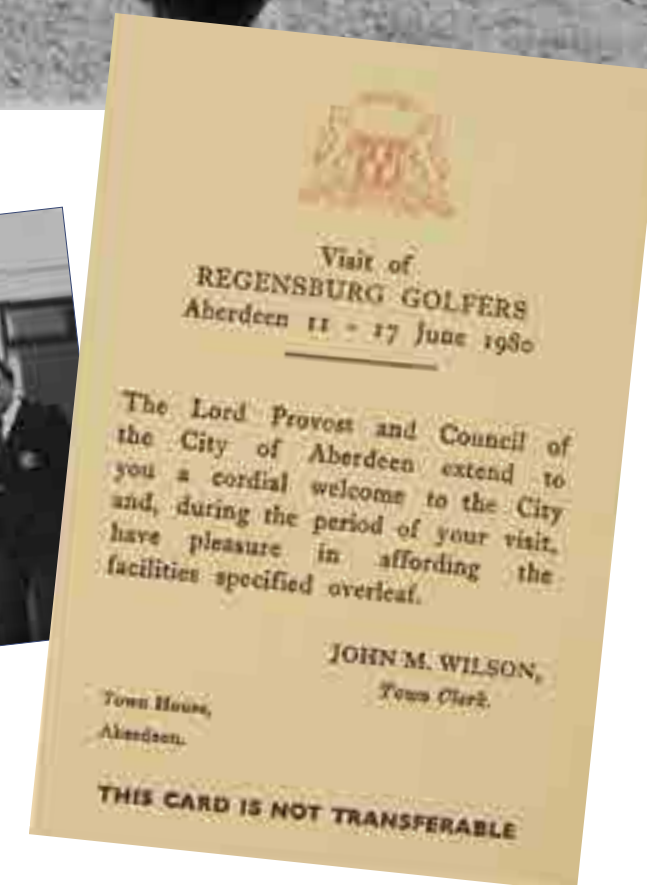 Visit of
REGENSBURG GOLFERS
Aberdeen 11 - 17 June 1980
The Lord Provost and Council of
the City of Aberdeen extend to
you a cordial welcome to the City
and, during the period of your visit,
have pleasure in affording the
facilities specified overleaf.
JOHN M. WILSON,
Town Clerk.
Town House,
Aberdeen.
THIS CARD IS NOT TRANSFERABLE